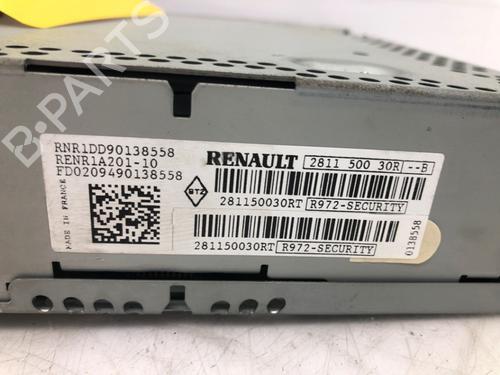 B-PARTS
RNR1DD90138558
RENR1A201-10
FD0209490138558
MADE IN FRANCE
RENAULT 2811 500 30R --B
281150030RT R972-SECURITY
281150030RT R972-SECURITY
0138558